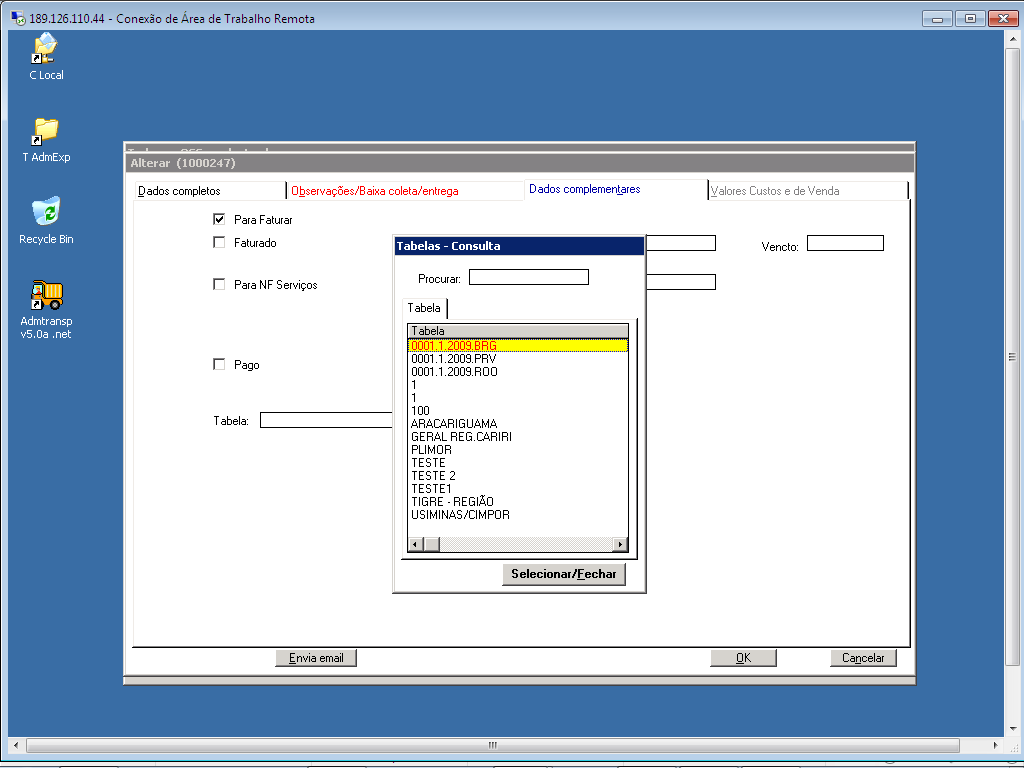 189.126.110.44 - Conexão de Área de Trabalho Remota
C Local
T AdmExp
Recycle Bin
Admtransp
v5.0a .net
Alterar (1000247)
Dados completos
Observações/Baixa coleta/entrega
Dados complementares
Valores Custos e de Venda
Para Faturar
Faturado
Vencto:
Para NF Serviços
Pago
Tabela:
Tabelas - Consulta
Procurar:
Tabela
Tabela
0001.1.2009.BRG
0001.1.2009.PRV
0001.1.2009.ROO
1
1
100
ARACARIGUAMA
GERAL REG.CARIRI
PLIMOR
TESTE
TESTE 2
TESTE1
TIGRE - REGIÃO
USIMINAS/CIMPOR
Selecionar/Fechar
Envia email
OK
Cancelar